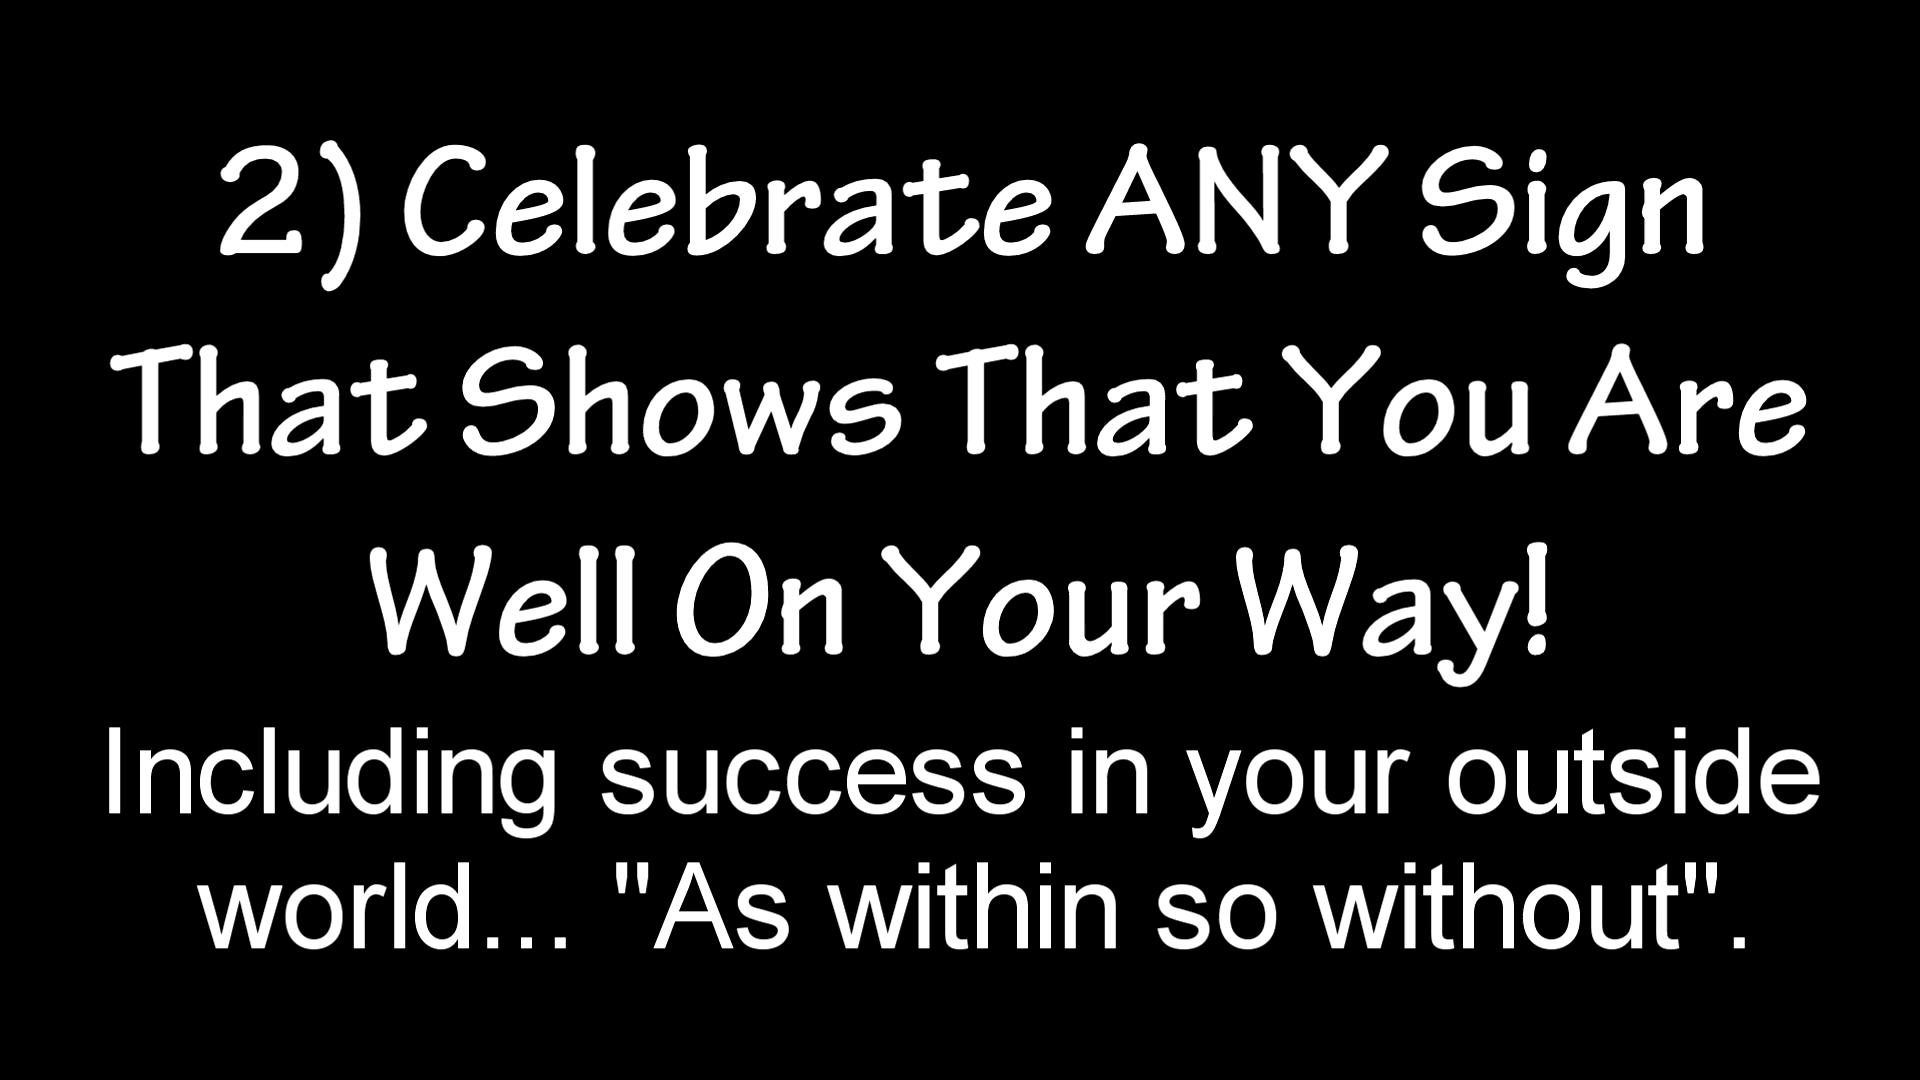 2) Celebrate ANY Sign
That Shows That You Are
Well On Your Way!
Including success in your outside
world... "As within so without".